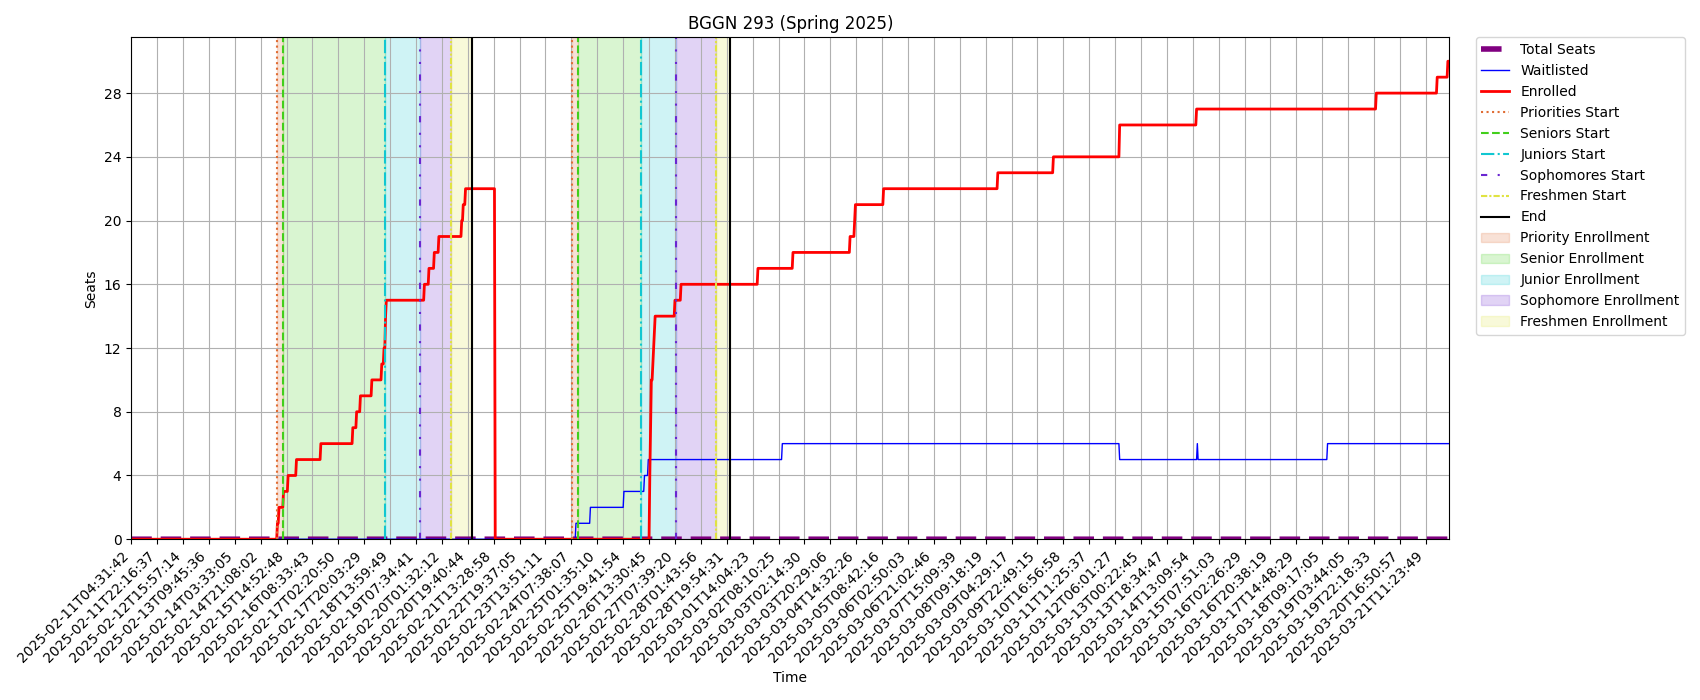 BGGN 293 (Spring 2025)
Total Seats
Waitlisted
Enrolled
Priorities Start
Seniors Start
Juniors Start
Sophomores Start
Freshmen Start
End
Priority Enrollment
Senior Enrollment
Junior Enrollment
Sophomore Enrollment
Freshmen Enrollment
Seats
28
24
20
16
12
8
4
0
2025-02-11T04:31:42
2025-02-11T22:16:37
2025-02-12T15:57:14
2025-02-13T09:45:36
2025-02-14T03:33:05
2025-02-14T21:08:02
2025-02-15T14:52:48
2025-02-16T08:33:43
2025-02-17T02:20:50
2025-02-17T20:03:29
2025-02-18T13:59:49
2025-02-19T07:34:41
2025-02-20T01:32:12
2025-02-20T19:40:44
2025-02-21T13:28:58
2025-02-22T19:37:05
2025-02-23T13:51:11
2025-02-24T07:38:07
2025-02-25T01:35:10
2025-02-25T19:41:54
2025-02-26T13:30:45
2025-02-27T07:39:20
2025-02-28T01:43:56
2025-02-28T19:54:31
2025-03-01T14:04:23
2025-03-02T08:10:25
2025-03-03T02:14:30
2025-03-03T20:29:06
2025-03-04T14:32:26
2025-03-05T08:42:16
2025-03-06T02:50:03
2025-03-06T21:02:46
2025-03-07T15:09:39
2025-03-08T09:18:19
2025-03-09T04:29:17
2025-03-09T22:49:15
2025-03-10T16:56:58
2025-03-11T11:25:37
2025-03-12T06:01:27
2025-03-13T00:22:45
2025-03-13T18:34:47
2025-03-14T13:09:54
2025-03-15T07:51:03
2025-03-16T02:26:29
2025-03-16T20:38:19
2025-03-17T14:48:29
2025-03-18T09:17:05
2025-03-19T03:44:05
2025-03-19T22:18:33
2025-03-20T16:50:57
2025-03-21T11:23:49
Time